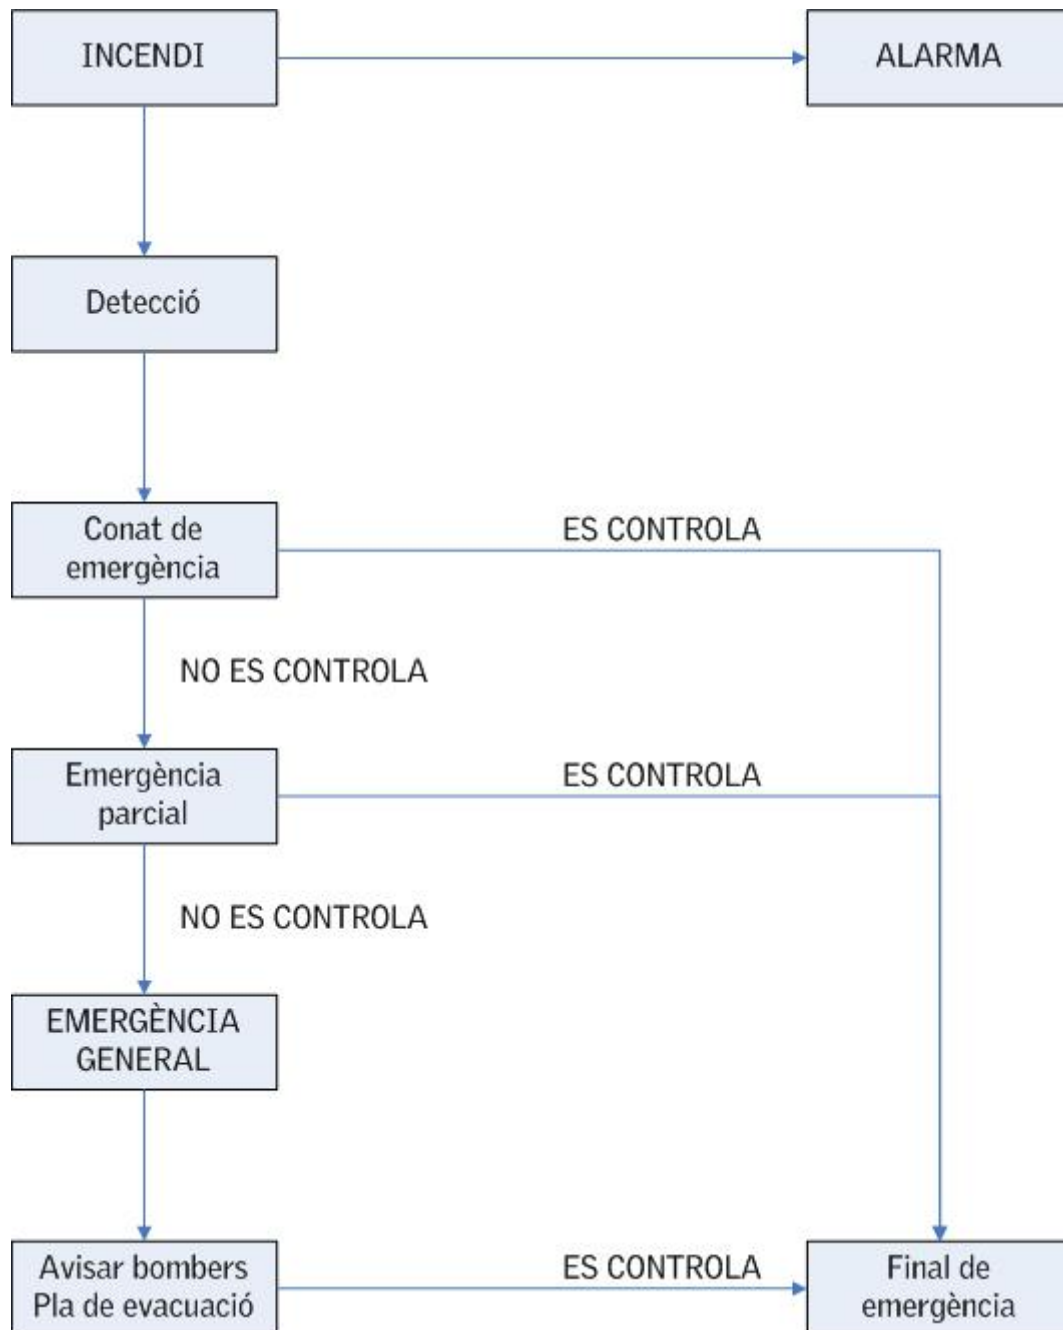 INCENDI
ALARMA
Detecció
Conat de
emergència
ES CONTROLA
NO ES CONTROLA
Emergència
parcial
ES CONTROLA
NO ES CONTROLA
EMERGÈNCIA
GENERAL
Avisar bombers
Pla de evacuació
ES CONTROLA
Final de
emergència